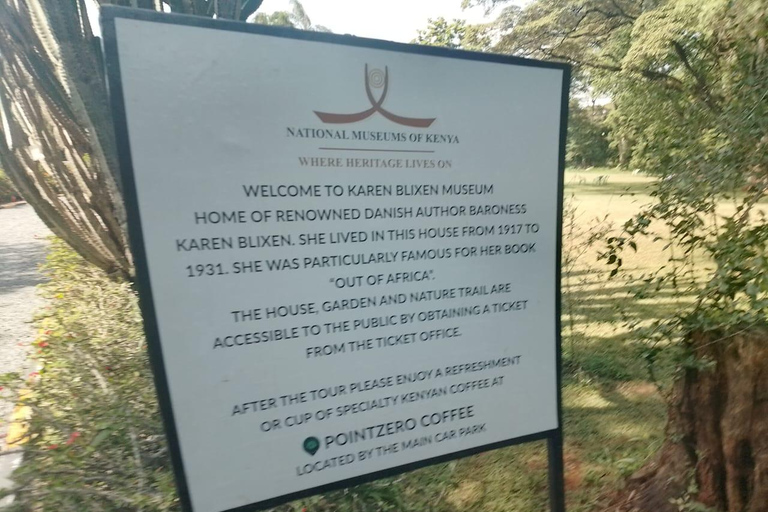 NATIONAL MUSEUMS OF KENYA
WHERE HERITAGE LIVES ON
WELCOME TO KAREN BLIXEN MUSEUM
HOME OF RENOWNED DANISH AUTHOR BARONESS
KAREN BLIXEN. SHE LIVED IN THIS HOUSE FROM 1917 TO
1931. SHE WAS PARTICULARLY FAMOUS FOR HER BOOK
“OUT OF AFRICA”.
THE HOUSE, GARDEN AND NATURE TRAIL ARE
ACCESSIBLE TO THE PUBLIC BY OBTAINING A TICKET
FROM THE TICKET OFFICE.
AFTER THE TOUR PLEASE ENJOY A REFRESHMENT
OR CUP OF SPECIALTY KENYAN COFFEE AT
POINTZERO COFFEE
LOCATED BY THE MAIN CAR PARK